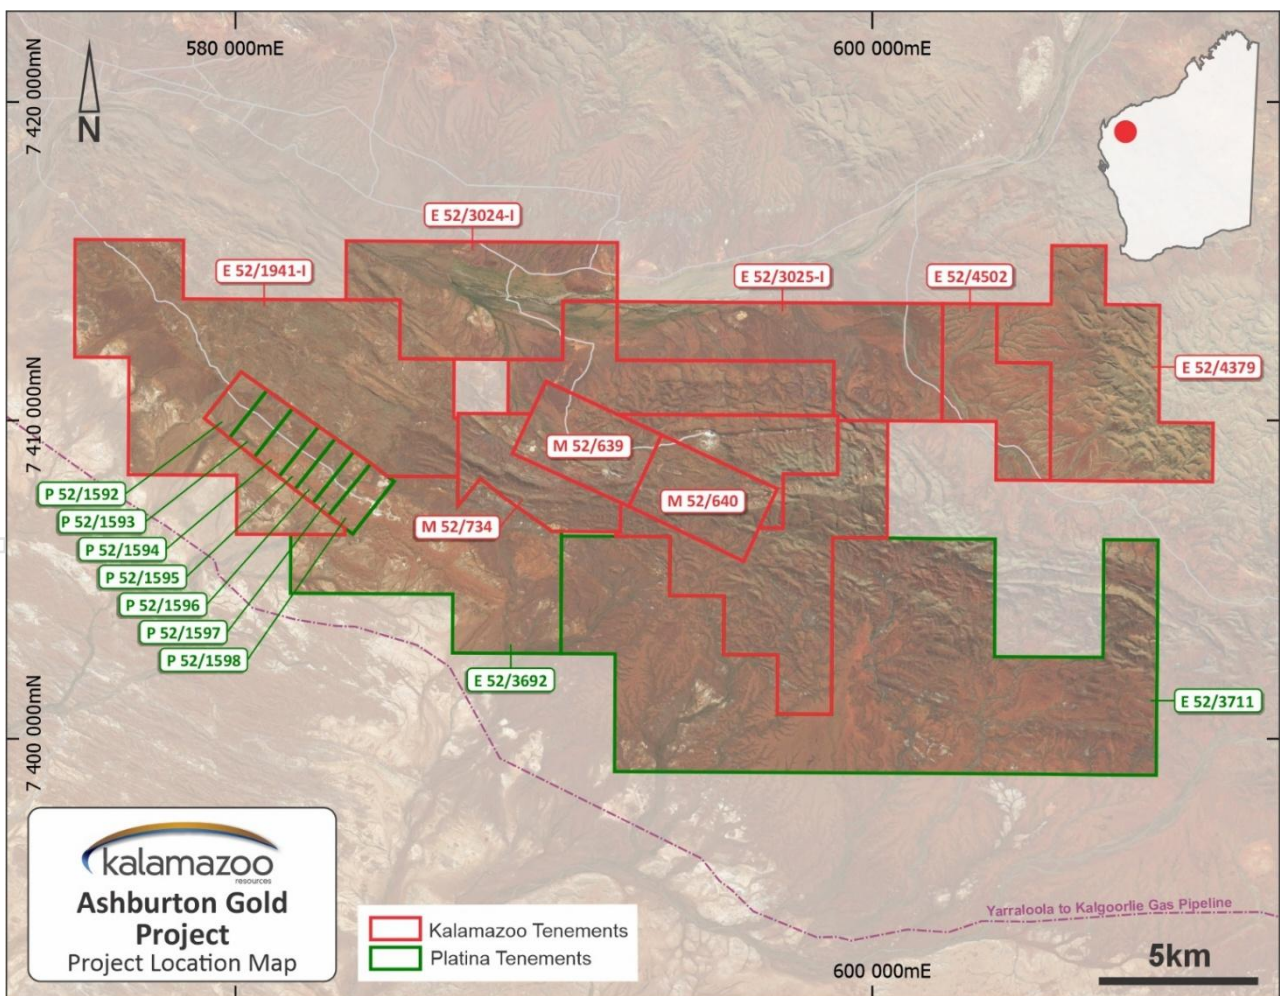 580 000mE
600 000mE
7 420 000mN
N
E 52/3024-I
E 52/1941-I
E 52/3025-I
E 52/4502
E 52/4379
7 410 000mN
M 52/639
M 52/640
M 52/734
P 52/1592
P 52/1593
P 52/1594
P 52/1595
P 52/1596
P 52/1597
P 52/1598
E 52/3692
E 52/3711
7 400 000mN
kalamazoo
resources
Ashburton Gold
Project
Project Location Map
Kalamazoo Tenements
Platina Tenements
Yarraloola to Kalgoorlie Gas Pipeline
600 000mE
5km